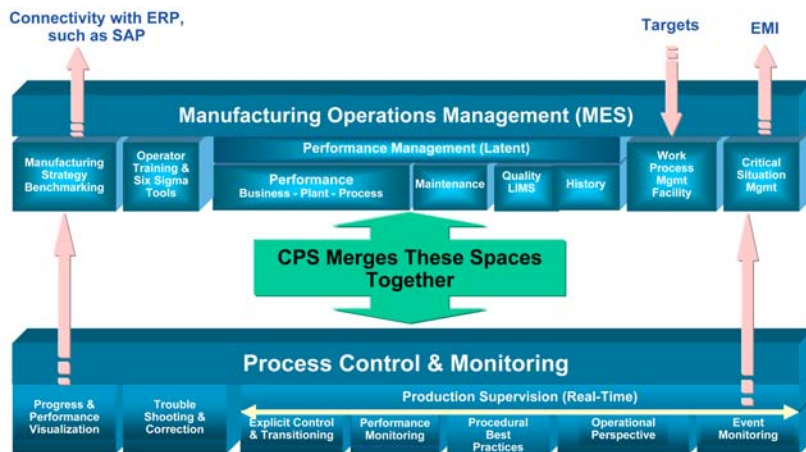 Connectivity with ERP,
such as SAP
Targets
EMI
Manufacturing Operations Management (MES)
Manufacturing
Strategy
Benchmarking
Operator
Training &
Six Sigma
Tools
Performance Management (Latent)
Performance
Business - Plant - Process
Maintenance
Quality
LIMS
History
Work
Process
Mgmt
Facility
Critical
Situation
Mgmt
CPS Merges These Spaces
Together
Process Control & Monitoring
Progress &
Performance
Visualization
Trouble
Shooting &
Correction
Production Supervision (Real-Time)
Explicit Control
& Transitioning
Performance
Monitoring
Procedural
Best
Practices
Operational
Perspective
Event
Monitoring